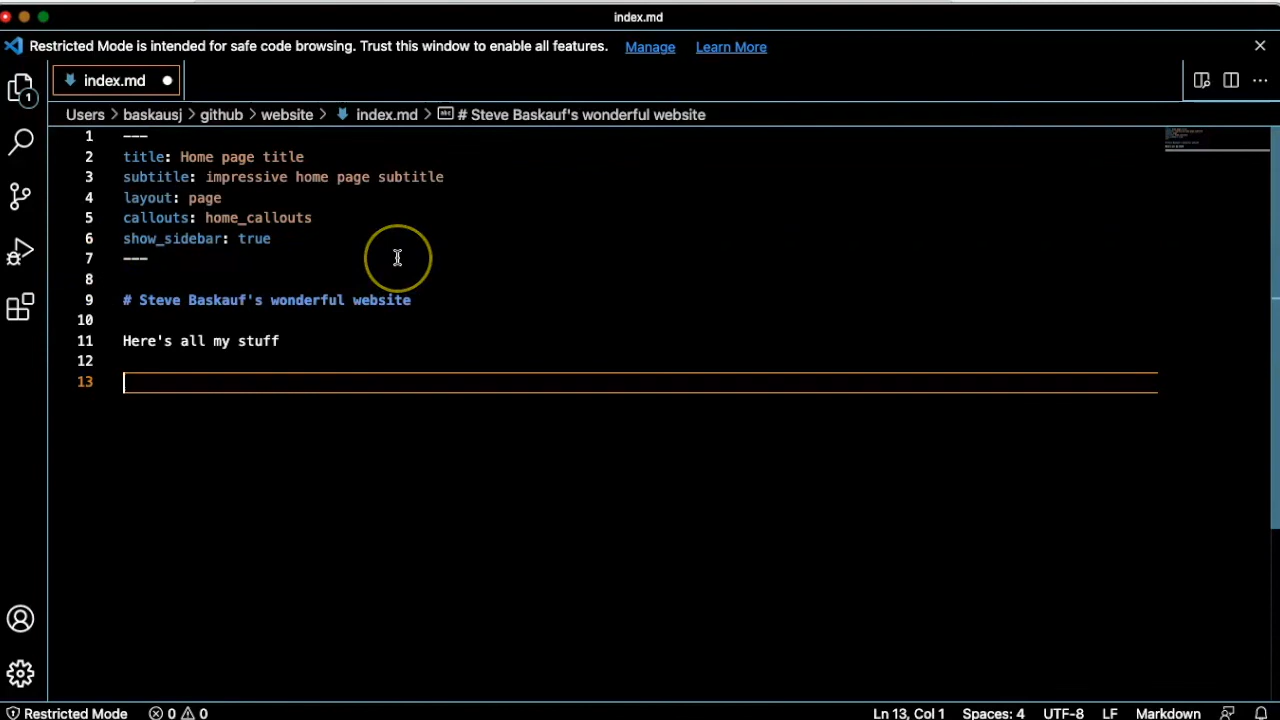 index.md
Restricted Mode is intended for safe code browsing. Trust this window to enable all features. Manage Learn More
index.md
Users > baskausj > github > website > index.md > # Steve Baskauf's wonderful website
1 ---
2 title: Home page title
3 subtitle: impressive home page subtitle
4 layout: page
5 callouts: home_callouts
6 show_sidebar: true
7 ---
8
9 # Steve Baskauf's wonderful website
10
11 Here's all my stuff
12
13
1
Restricted Mode 0 0 Ln 13, Col 1 Spaces: 4 UTF-8 LF Markdown